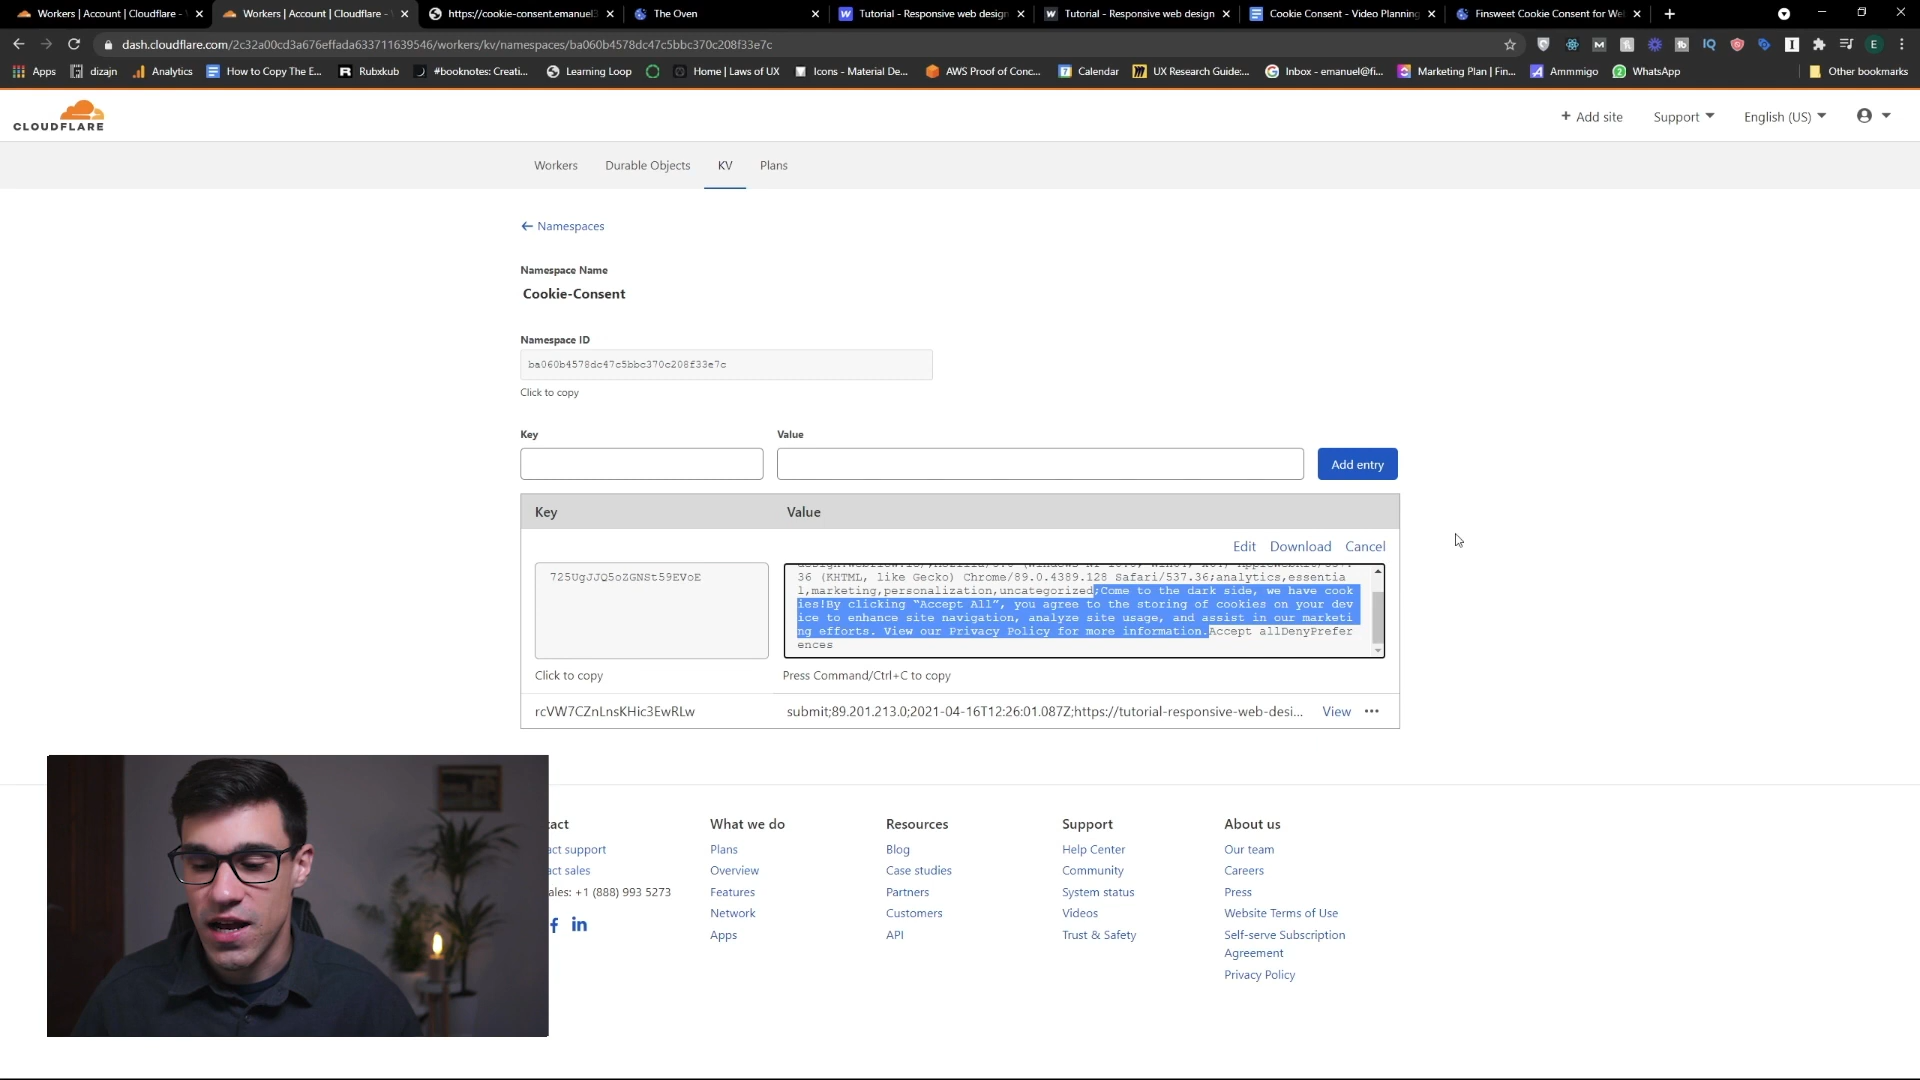 Workers | Account | Cloudflare -
Workers | Account | Cloudflare -
https://cookie-consent.emanuel3
The Oven
Tutorial - Responsive web design
Tutorial - Responsive web design
Cookie Consent - Video Planning
Finsweet Cookie Consent for We
dash.cloudflare.com/2c32a00cd3a676effada633711639546/workers/kv/namespaces/ba060b4578dc47c5bbc370c208f33e7c
Apps
dizajn
Analytics
How to Copy The E...
Rubxkub
#booknotes: Creati...
Learning Loop
Home | Laws of UX
Icons - Material De...
AWS Proof of Conc...
Calendar
UX Research Guide:...
Inbox - emanuel@fi...
Marketing Plan | Fin...
Ammmigo
WhatsApp
Other bookmarks
CLOUDFLARE
+ Add site
Support
English (US)
Workers
Durable Objects
KV
Plans
← Namespaces
Namespace Name
Cookie-Consent
Namespace ID
ba060b4578dc47c5bbc370c208f33e7c
Click to copy
Key
Value
Add entry
Key
Value
Edit
Download
Cancel
725UgJJQ5oZGNSt59EVoE
36 (KHTML, like Gecko) Chrome/89.0.4389.128 Safari/537.36;analytics,essentia
l,marketing,personalization,uncategorized;Come to the dark side, we have cook
ies!By clicking “Accept All”, you agree to the storing of cookies on your dev
ice to enhance site navigation, analyze site usage, and assist in our marketi
ng efforts. View our Privacy Policy for more information.Accept allDenyPrefer
ences
Click to copy
Press Command/Ctrl+C to copy
rcVW7CZnLnsKHic3EwRLw
submit;89.201.213.0;2021-04-16T12:26:01.087Z;https://tutorial-responsive-web-desi...
View
•••
tact
act support
act sales
ales: +1 (888) 993 5273
What we do
Plans
Overview
Features
Network
Apps
Resources
Blog
Case studies
Partners
Customers
API
Support
Help Center
Community
System status
Videos
Trust & Safety
About us
Our team
Careers
Press
Website Terms of Use
Self-serve Subscription
Agreement
Privacy Policy